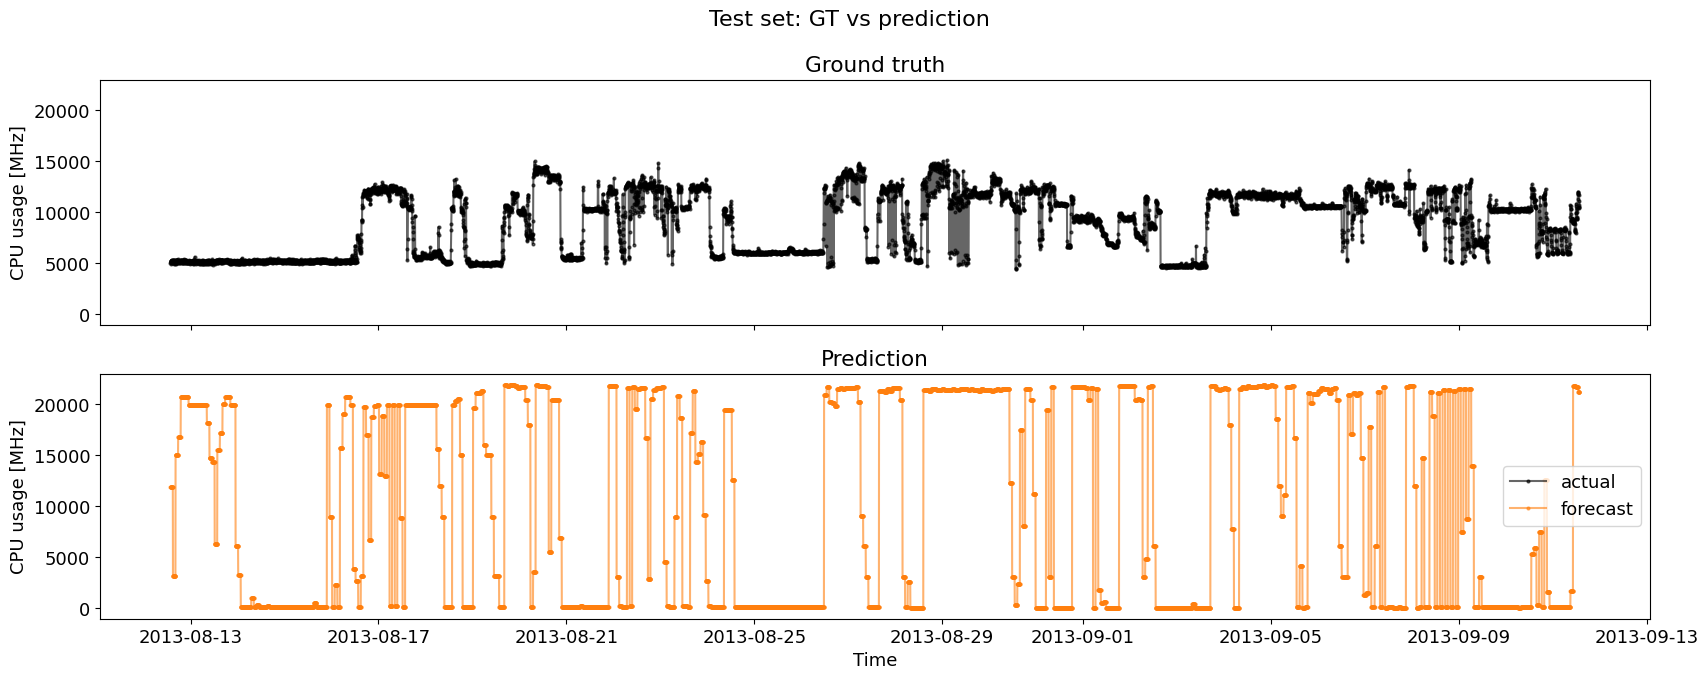 Test set: GT vs prediction
Ground truth
CPU usage [MHz]
20000
15000
10000
5000
0
Prediction
CPU usage [MHz]
20000
15000
10000
5000
0
actual
forecast
2013-08-13 2013-08-17 2013-08-21 2013-08-25 2013-08-29 2013-09-01 2013-09-05 2013-09-09 2013-09-13
Time